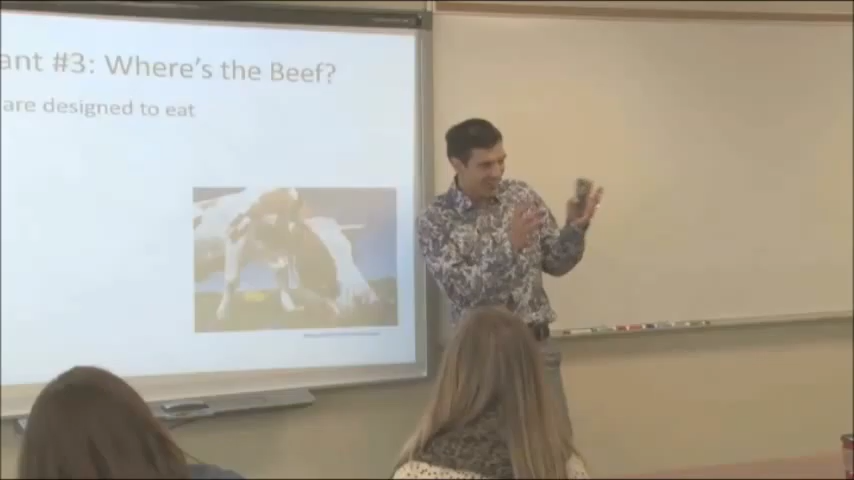 ant #3: Where's the Beef?
are designed to eat